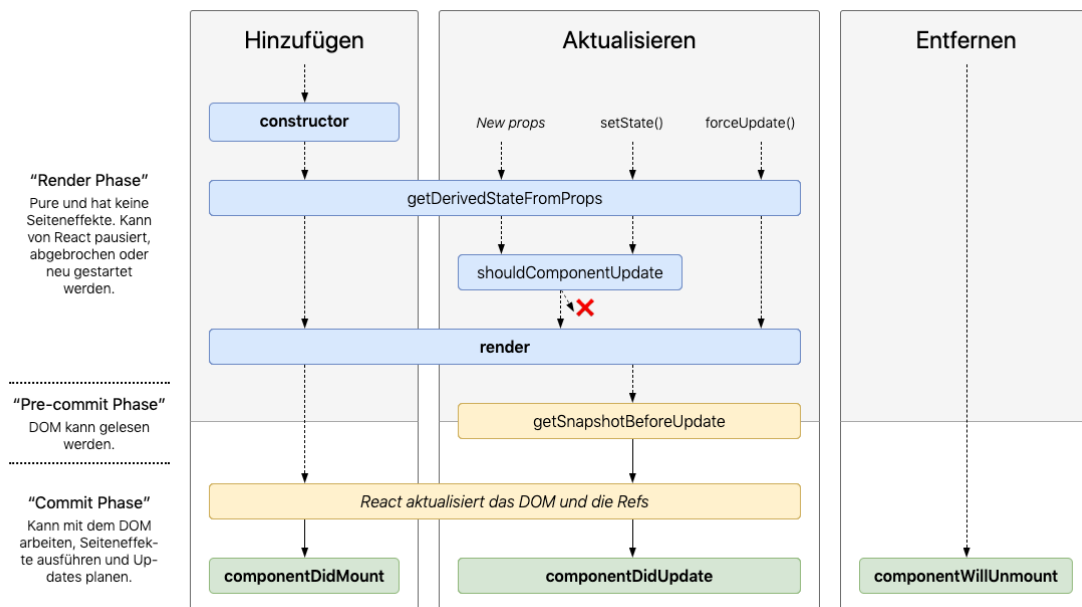 Hinzufügen
Aktualisieren
Entfernen
constructor
New props
setState()
forceUpdate()
“Render Phase”
Pure und hat keine
Seiteneffekte. Kann
von React pausiert,
abgebrochen oder
neu gestartet
werden.
getDerivedStateFromProps
shouldComponentUpdate
render
“Pre-commit Phase”
DOM kann gelesen
werden.
getSnapshotBeforeUpdate
“Commit Phase”
Kann mit dem DOM
arbeiten, Seiteneffek-
te ausführen und Up-
dates planen.
React aktualisiert das DOM und die Refs
componentDidMount
componentDidUpdate
componentWillUnmount